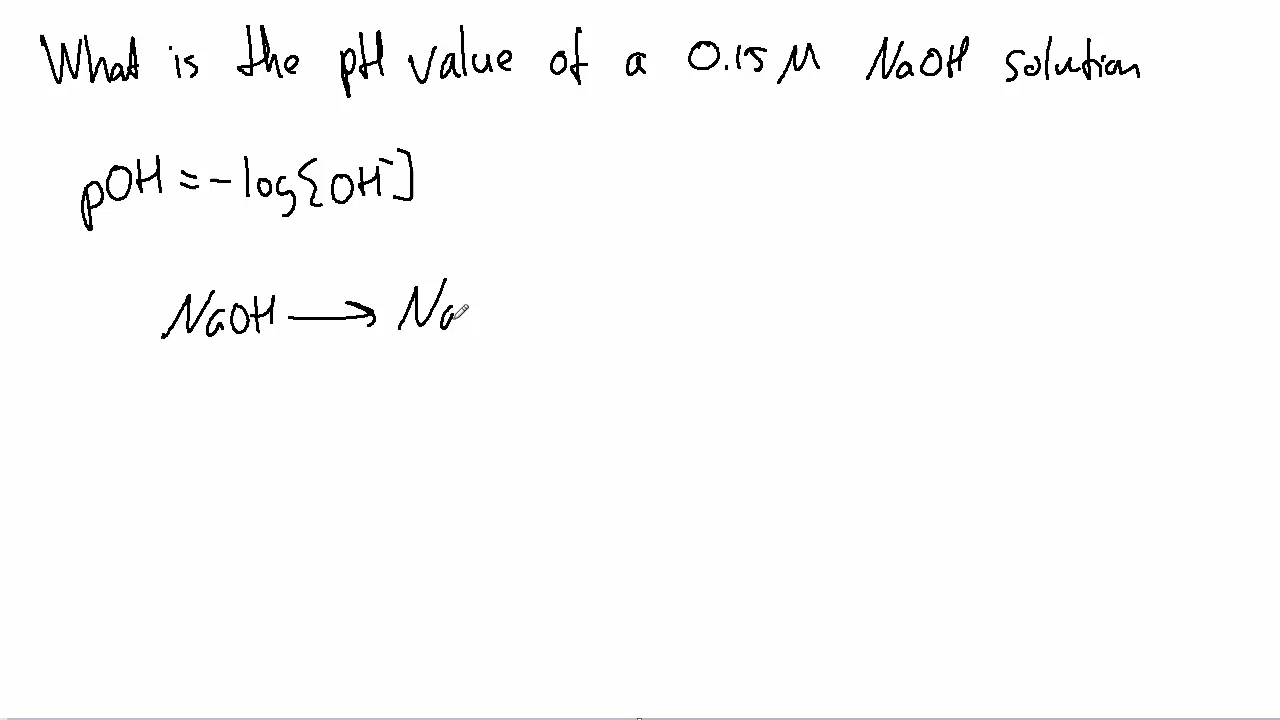 What is the pH value of a 0.15 M NaOH solution
pOH = - log{OH⁻]
NaOH → Na